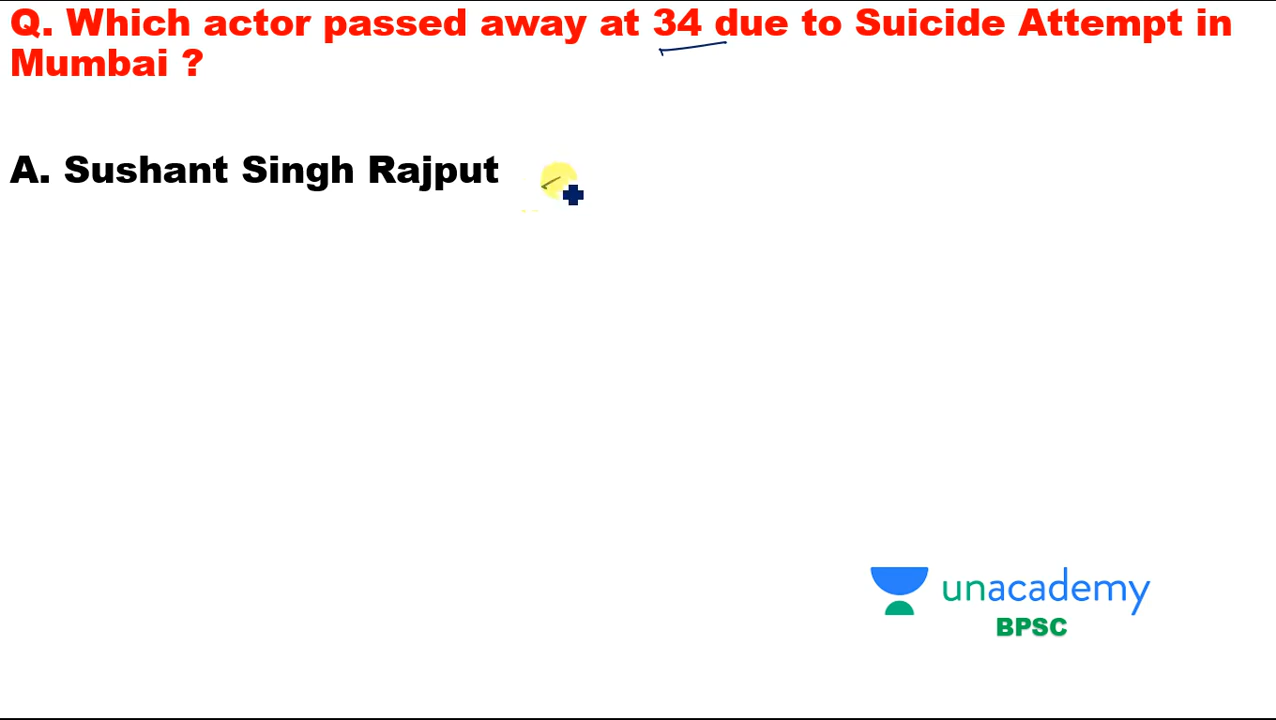 Q. Which actor passed away at 34 due to Suicide Attempt in
Mumbai ?
A. Sushant Singh Rajput
unacademy
BPSC